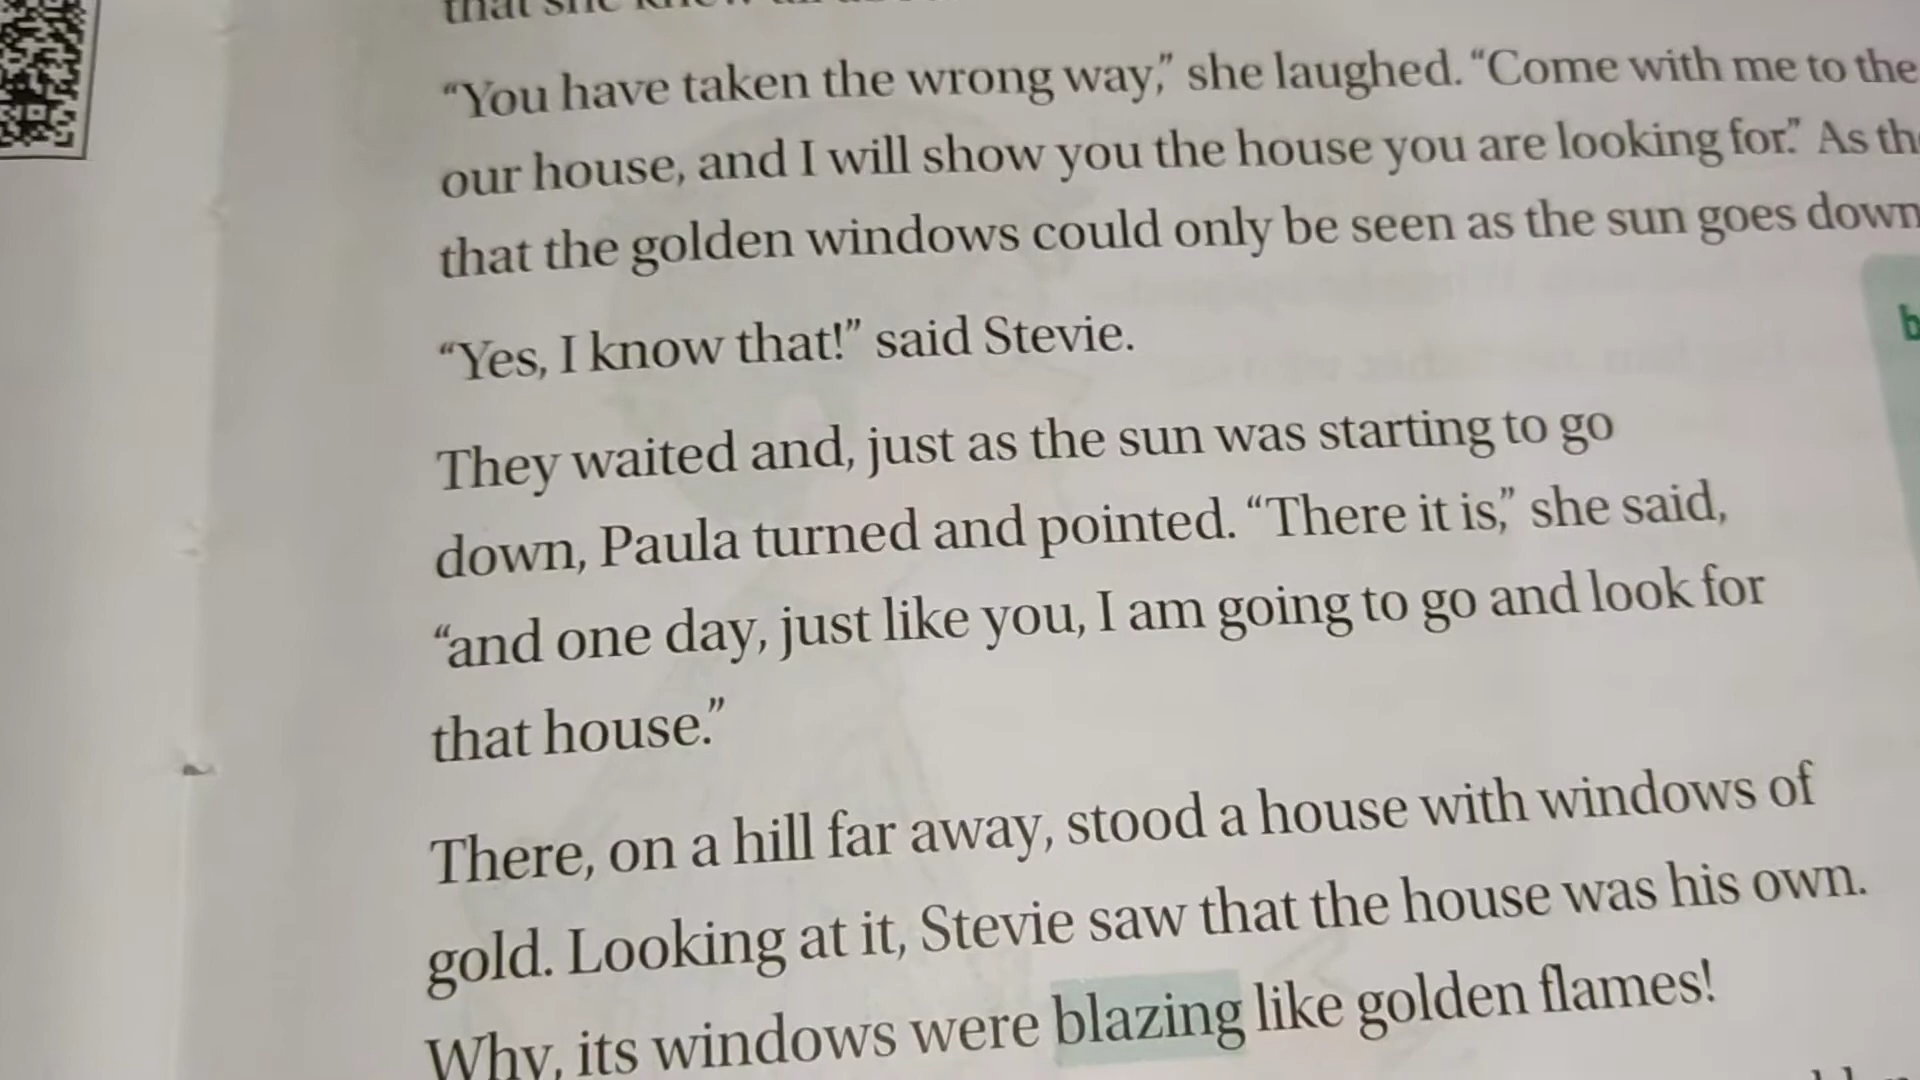 "You have taken the wrong way," she laughed. "Come with me to the
our house, and I will show you the house you are looking for." As
that the golden windows could only be seen as the sun goes down
"Yes, I know that!" said Stevie.
They waited and, just as the sun was starting to go
down, Paula turned and pointed. "There it is," she said,
"and one day, just like you, I am going to go and look for
that house."
There, on a hill far away, stood a house with windows of
gold. Looking at it, Stevie saw that the house was his own.
Why, its windows were blazing like golden flames!